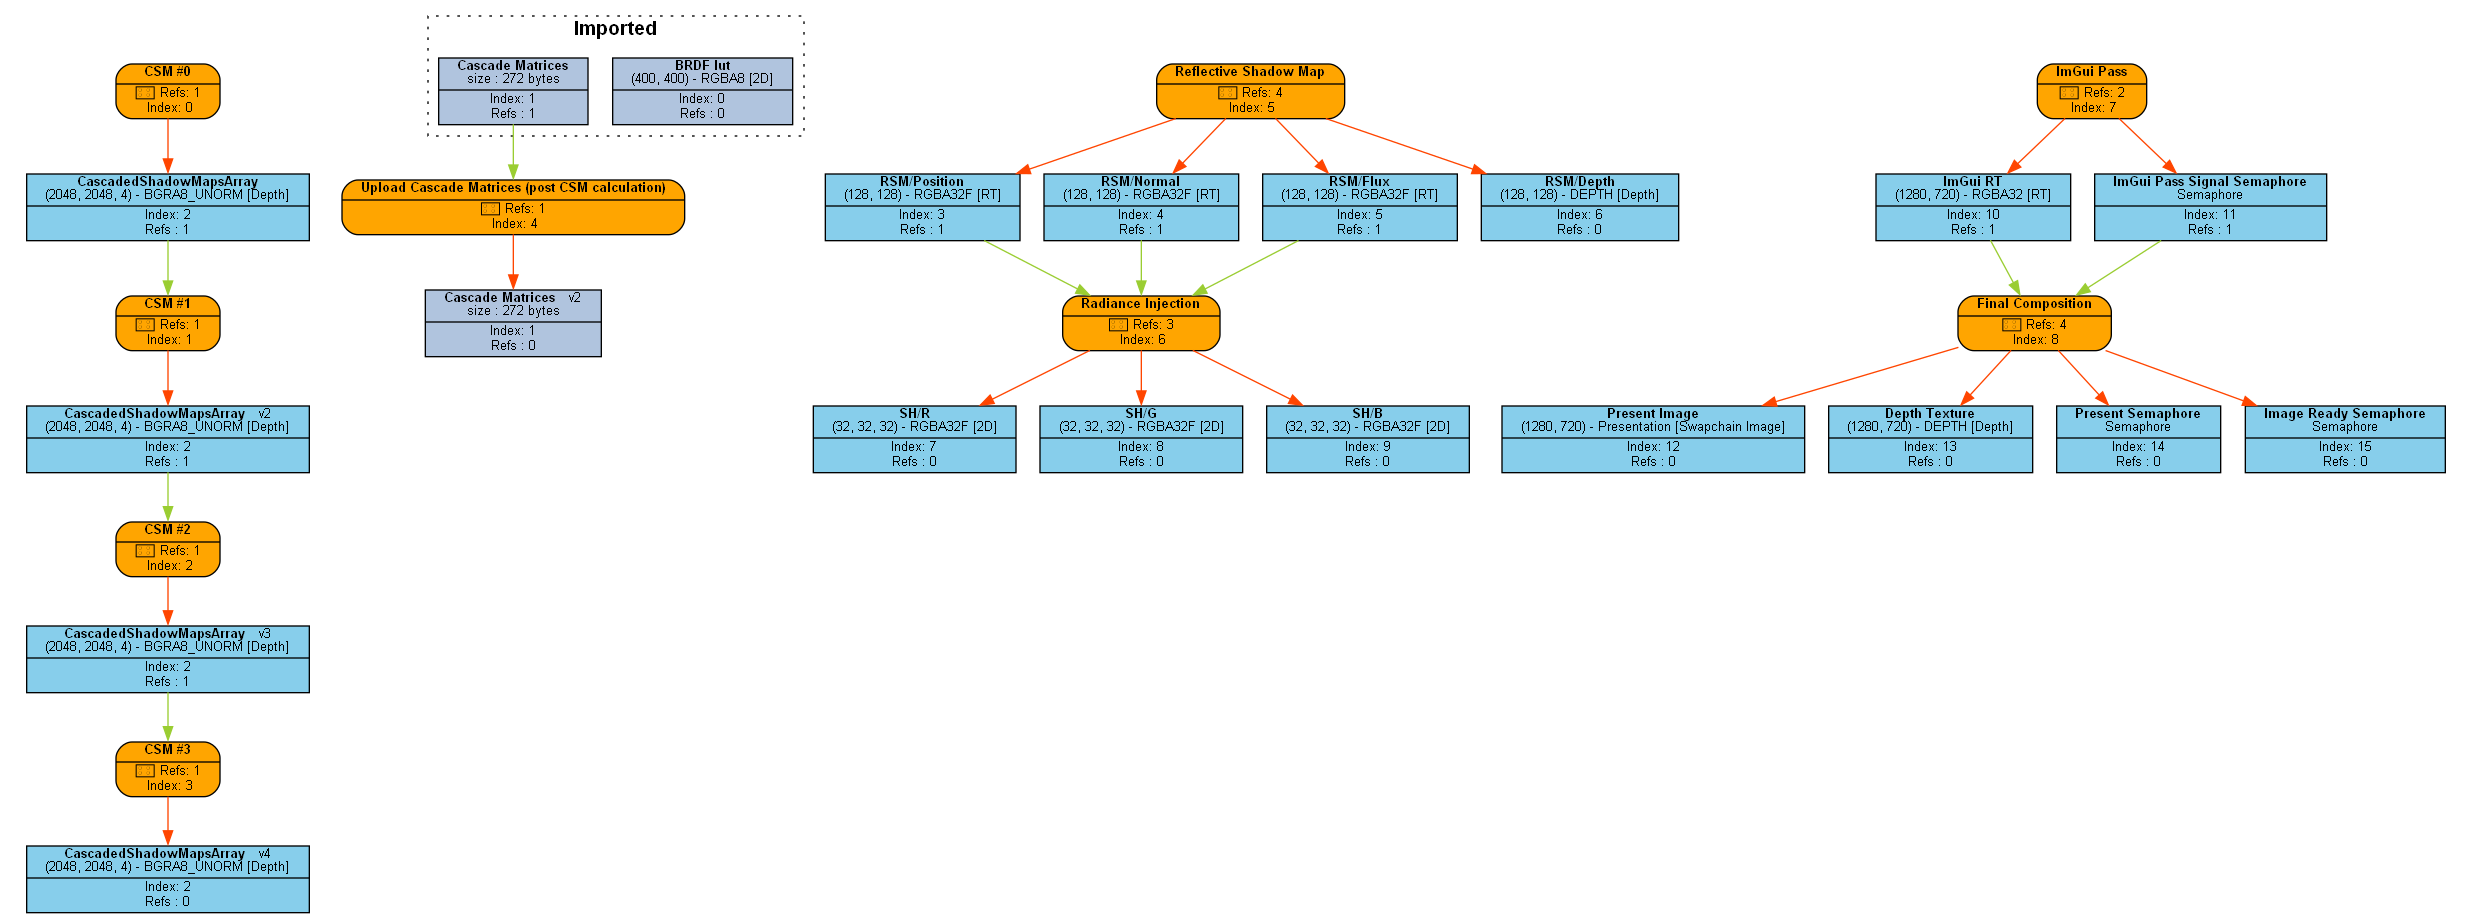 Imported
CSM #0
Refs: 1
Index: 0
CascadedShadowMapsArray
(2048, 2048, 4) - BGRA8_UNORM [Depth]
Index: 2
Refs : 1
CSM #1
Refs: 1
Index: 1
CascadedShadowMapsArray v2
(2048, 2048, 4) - BGRA8_UNORM [Depth]
Index: 2
Refs : 1
CSM #2
Refs: 1
Index: 2
CascadedShadowMapsArray v3
(2048, 2048, 4) - BGRA8_UNORM [Depth]
Index: 2
Refs : 1
CSM #3
Refs: 1
Index: 3
CascadedShadowMapsArray v4
(2048, 2048, 4) - BGRA8_UNORM [Depth]
Index: 2
Refs : 0
Cascade Matrices
size : 272 bytes
Index: 1
Refs : 1
BRDF lut
(400, 400) - RGBA8 [2D]
Index: 0
Refs : 0
Upload Cascade Matrices (post CSM calculation)
Refs: 1
Index: 4
Cascade Matrices v2
size : 272 bytes
Index: 1
Refs : 0
Reflective Shadow Map
Refs: 4
Index: 5
RSM/Position
(128, 128) - RGBA32F [RT]
Index: 3
Refs : 1
RSM/Normal
(128, 128) - RGBA32F [RT]
Index: 4
Refs : 1
RSM/Flux
(128, 128) - RGBA32F [RT]
Index: 5
Refs : 1
RSM/Depth
(128, 128) - DEPTH [Depth]
Index: 6
Refs : 0
Radiance Injection
Refs: 3
Index: 6
SH/R
(32, 32, 32) - RGBA32F [2D]
Index: 7
Refs : 0
SH/G
(32, 32, 32) - RGBA32F [2D]
Index: 8
Refs : 0
SH/B
(32, 32, 32) - RGBA32F [2D]
Index: 9
Refs : 0
ImGui Pass
Refs: 2
Index: 7
ImGui RT
(1280, 720) - RGBA32 [RT]
Index: 10
Refs : 1
ImGui Pass Signal Semaphore
Semaphore
Index: 11
Refs : 1
Final Composition
Refs: 4
Index: 8
Present Image
(1280, 720) - Presentation [Swapchain Image]
Index: 12
Refs : 0
Depth Texture
(1280, 720) - DEPTH [Depth]
Index: 13
Refs : 0
Present Semaphore
Semaphore
Index: 14
Refs : 0
Image Ready Semaphore
Semaphore
Index: 15
Refs : 0